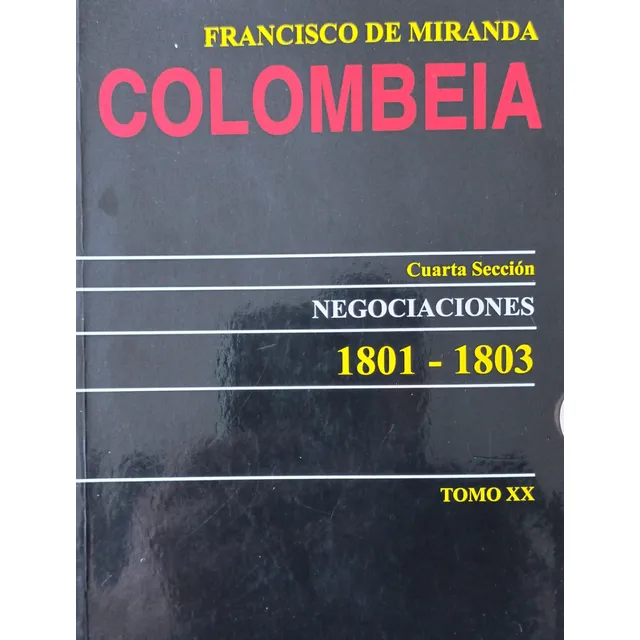 FRANCISCO DE MIRANDA
COLOMBEIA
Cuarta Sección
NEGOCIACIONES
1801 - 1803
TOMO XX